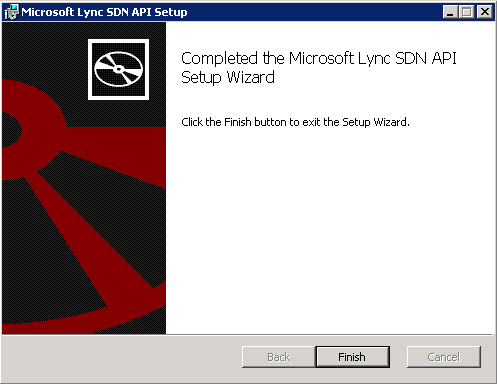 Microsoft Lync SDN API Setup
Completed the Microsoft Lync SDN API
Setup Wizard
Click the Finish button to exit the Setup Wizard.
Back
Finish
Cancel